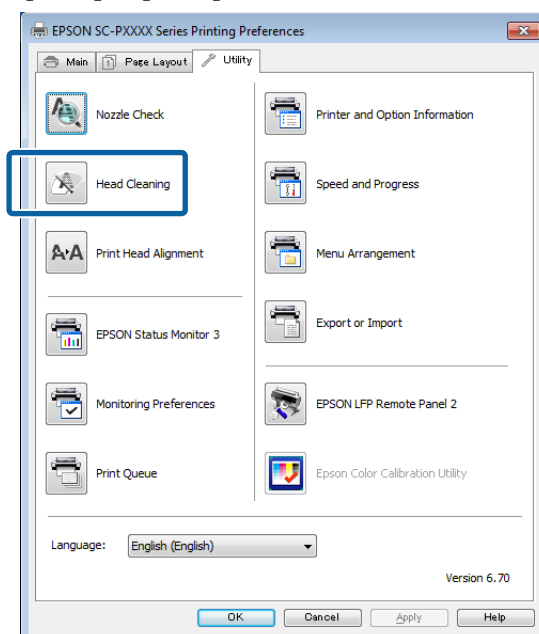 EPSON SC-PXXXX Series Printing Preferences
Main
Page Layout
Utility
Nozzle Check
Printer and Option Information
Head Cleaning
Speed and Progress
Print Head Alignment
Menu Arrangement
EPSON Status Monitor 3
Export or Import
Monitoring Preferences
EPSON LFP Remote Panel 2
Print Queue
Epson Color Calibration Utility
Language:
English (English)
Version 6.70
OK
Cancel
Apply
Help